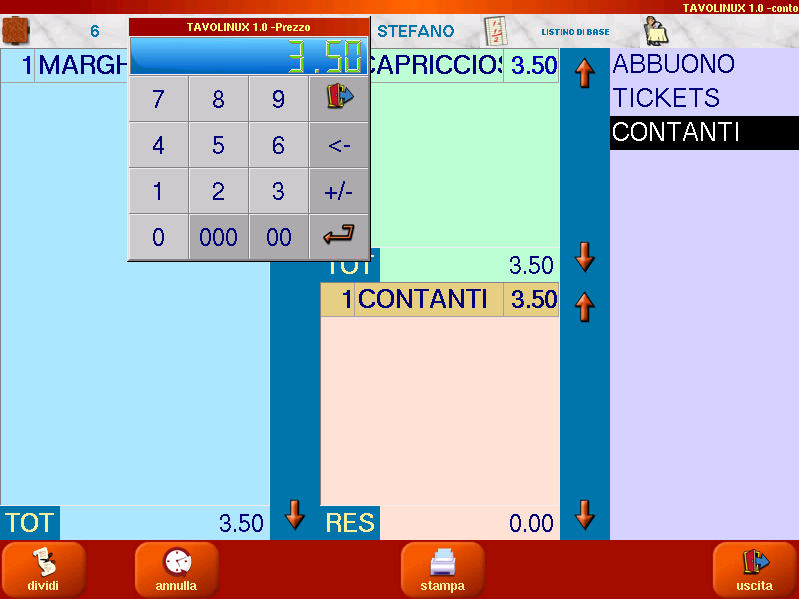 TAVOLINUX 1.0 -conto
6
STEFANO
LISTINO DI BASE
TAVOLINUX 1.0 -Prezzo
3.50
7 8 9
4 5 6 <-
1 2 3 +/-
0 000 00
1 MARGH
CAPRICCIOS 3.50
TOT 3.50
1 CONTANTI 3.50
ABBUONO
TICKETS
CONTANTI
TOT 3.50
RES 0.00
dividi
annulla
stampa
uscita